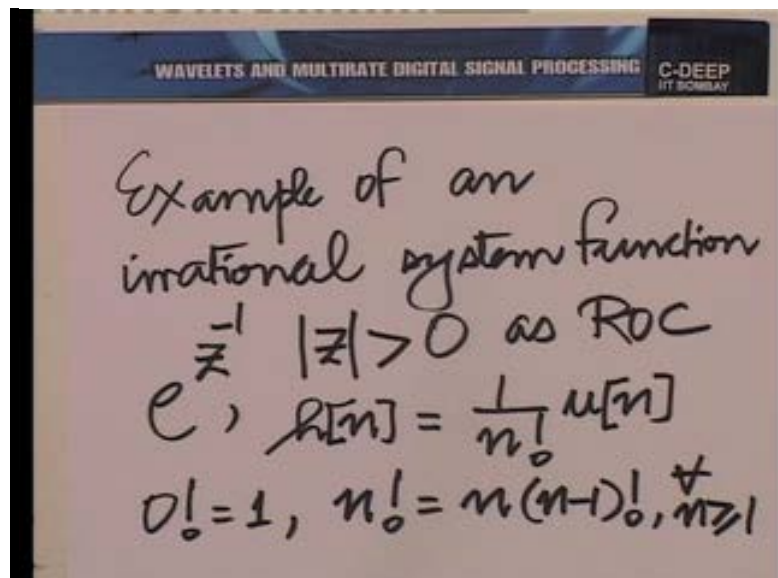 WAVELETS AND MULTIRATE DIGITAL SIGNAL PROCESSING
C-DEEP
IIT BOMBAY
Example of an
irrational system function
e^{z^{-1}}, |z|>0 as ROC
h[n] = \frac{1}{n!} u[n]
0!=1, n!=n(n-1)!, ∀ n≥1